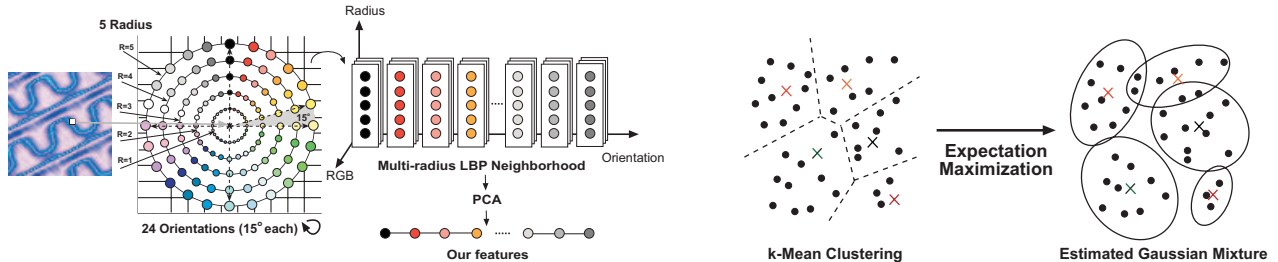 5 Radius
R=5
R=4
R=3
R=2
R=1
15°
24 Orientations (15° each)
Radius
RGB
Orientation
Multi-radius LBP Neighborhood
PCA
Our features
k-Mean Clustering
Expectation
Maximization
Estimated Gaussian Mixture